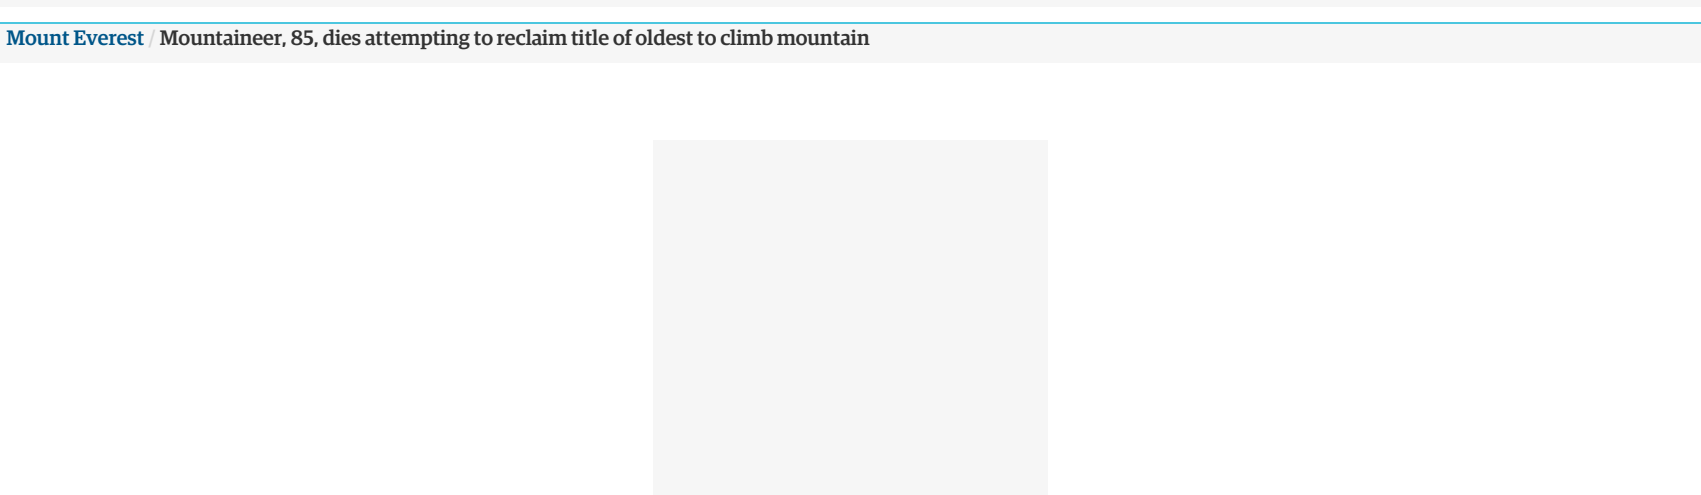 Mount Everest / Mountaineer, 85, dies attempting to reclaim title of oldest to climb mountain